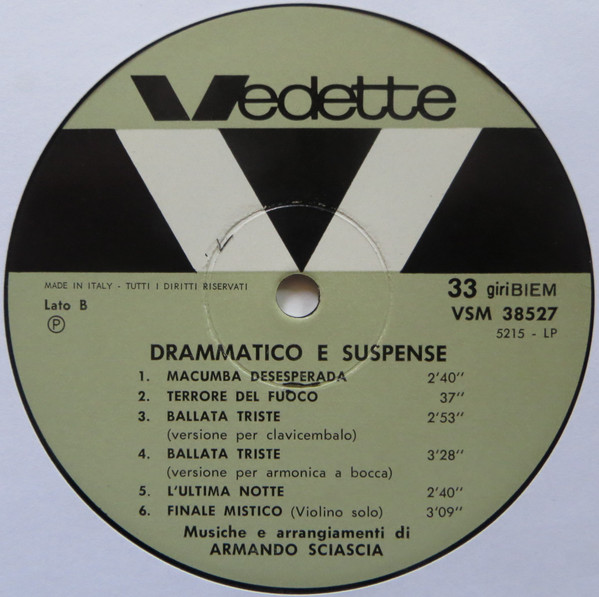 Vedette
MADE IN ITALY - TUTTI I DIRITTI RISERVATI
33 giri BIEM
Lato B
VSM 38527
P
5215 - LP
DRAMMATICO E SUSPENSE
1. MACUMBA DESESPERADA 2'40''
2. TERRORE DEL FUOCO 37''
3. BALLATA TRISTE 2'53''
(versione per clavicembalo)
4. BALLATA TRISTE 3'28''
(versione per armonica a bocca)
5. L'ULTIMA NOTTE 2'40''
6. FINALE MISTICO (Violino solo) 3'09''
Musiche e arrangiamenti di
ARMANDO SCIASCIA